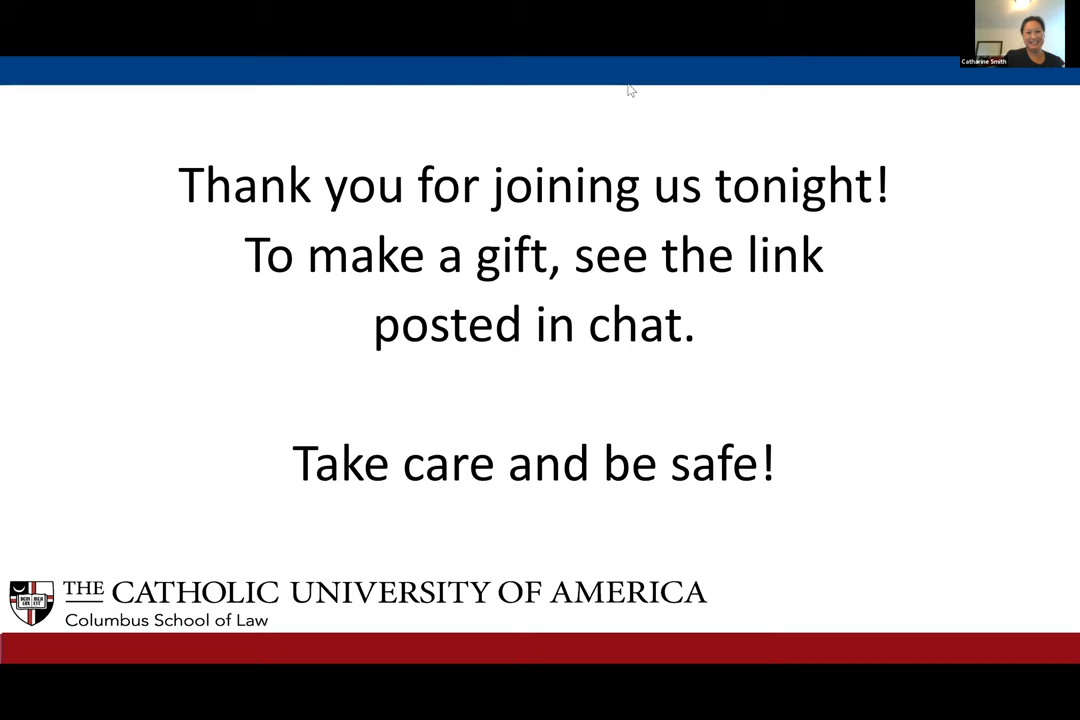 Catharine Smith
Thank you for joining us tonight!
To make a gift, see the link
posted in chat.
Take care and be safe!
THE CATHOLIC UNIVERSITY OF AMERICA
Columbus School of Law